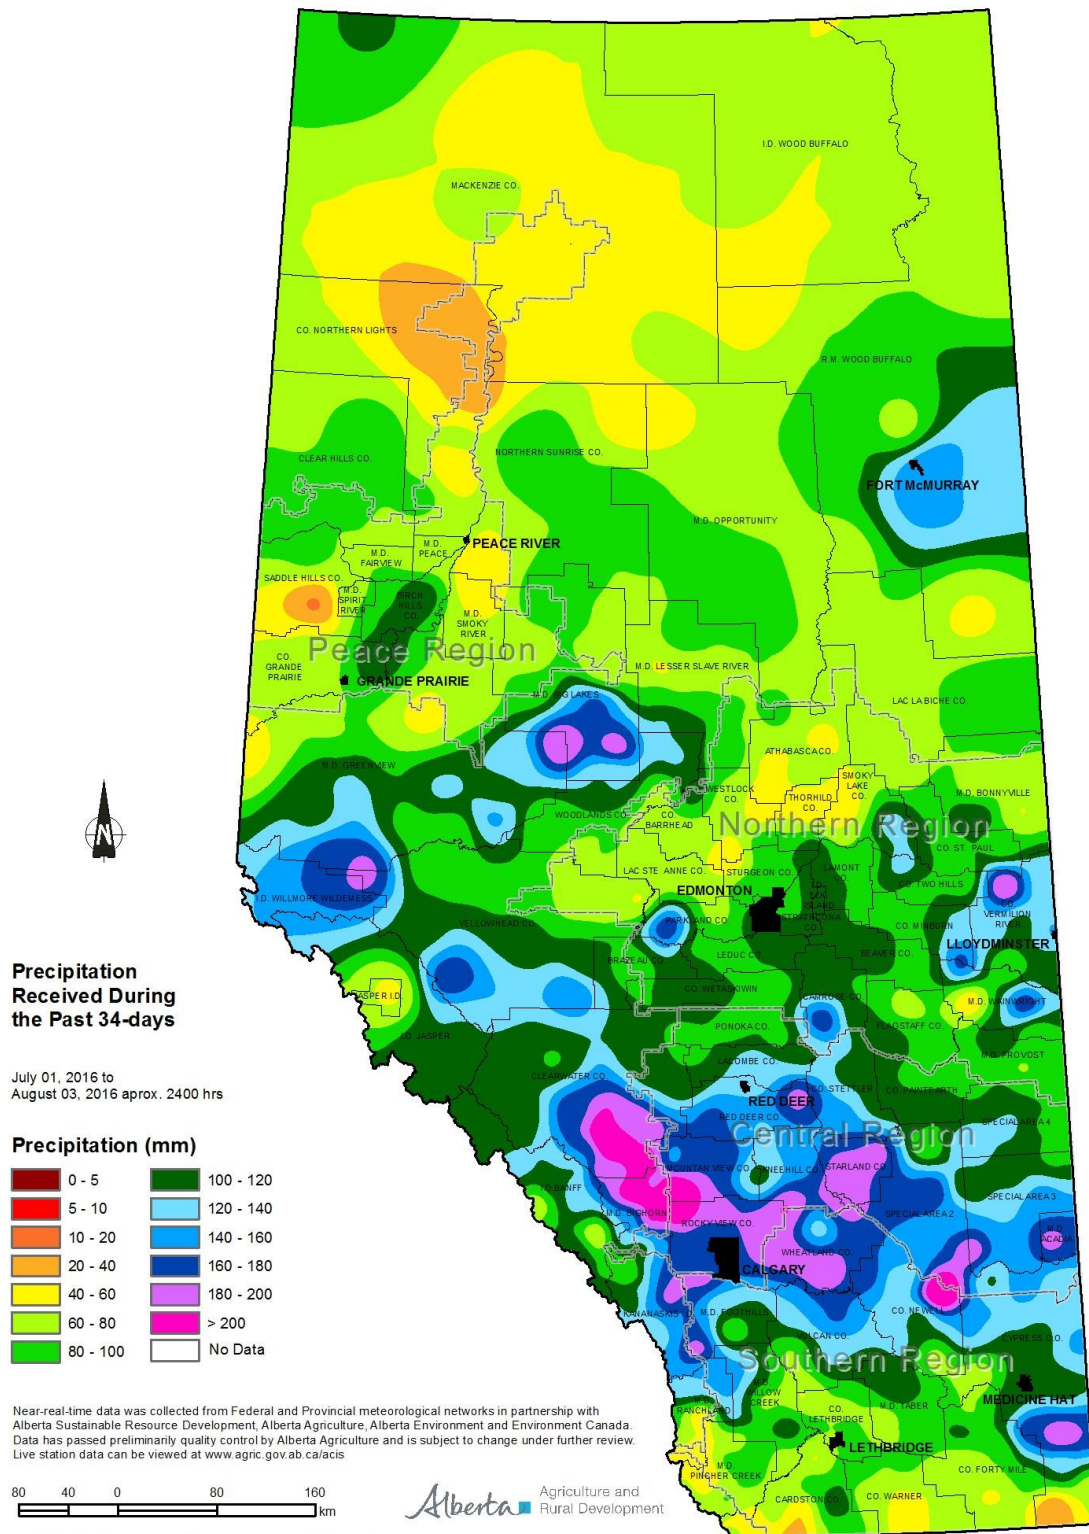 I.D. WOOD BUFFALO
MACKENZIE CO.
CO. NORTHERN LIGHTS
R.M. WOOD BUFFALO
CLEAR HILLS CO.
NORTHERN SUNRISE CO.
FORT McMURRAY
M.D. OPPORTUNITY
PEACE RIVER
M.D.
PEACE
M.D.
FAIRVIEW
SADDLE HILLS CO.
M.D.
SPIRIT
RIVER
BIRCH
HILLS
CO.
M.D.
SMOKY
RIVER
Peace Region
CO.
GRANDE
PRAIRIE
GRANDE PRAIRIE
M.D. LESSER SLAVE RIVER
M.D. BIG LAKES
LAC LA BICHE CO.
ATHABASCA CO.
M.D. GREENVIEW
SMOKY
LAKE
CO.
WESTLOCK
CO.
THORHILD
CO.
M.D. BONNYVILLE
WOODLANDS CO.
CO.
BARRHEAD
Northern Region
CO. ST. PAUL
LAC STE ANNE CO.
STURGEON CO.
LAMONT
CO.
CO. TWO HILLS
EDMONTON
I.D.
ELK
ISLAND
STRATHCONA
CO.
I.D. WILLMORE WILDERNESS
CO.
VERMILION
RIVER
YELLOWHEAD CO.
PARKLAND CO.
CO. MINBURN
LLOYDMINSTER
LEDUC CO.
BEAVER CO.
BRAZEAU CO.
CO. WETASKIWIN
JASPER I.D.
CAMROSE CO.
M.D. WAINWRIGHT
I.D. JASPER
PONOKA CO.
FLAGSTAFF CO.
M.D. PROVOST
LACOMBE CO.
CLEARWATER CO.
RED DEER
CO. STETTLER
CO. PAINTEARTH
RED DEER CO.
SPECIAL AREA 4
Central Region
MOUNTAIN VIEW CO.
KNEEHILL CO.
STARLAND CO.
I.D. BANFF
SPECIAL AREA 3
M.D. BIGHORN
SPECIAL AREA 2
ROCKY VIEW CO.
M.D.
ACADIA
WHEATLAND CO.
CALGARY
KANANASKIS I.D.
M.D. FOOTHILLS
CO. NEWELL
VULCAN CO.
CYPRESS CO.
Southern Region
M.D.
WILLOW
CREEK
MEDICINE HAT
RANCHLAND
CO.
LETHBRIDGE
M.D. TABER
LETHBRIDGE
M.D.
PINCHER CREEK
CO. FORTY MILE
CARDSTON CO.
CO. WARNER
N
Precipitation
Received During
the Past 34-days
July 01, 2016 to
August 03, 2016 aprox. 2400 hrs
Precipitation (mm)
0 - 5
5 - 10
10 - 20
20 - 40
40 - 60
60 - 80
80 - 100
100 - 120
120 - 140
140 - 160
160 - 180
180 - 200
> 200
No Data
Near-real-time data was collected from Federal and Provincial meteorological networks in partnership with
Alberta Sustainable Resource Development, Alberta Agriculture, Alberta Environment and Environment Canada.
Data has passed preliminarily quality control by Alberta Agriculture and is subject to change under further review.
Live station data can be viewed at www.agric.gov.ab.ca/acis
80 40 0 80 160
km
Alberta Agriculture and
Rural Development